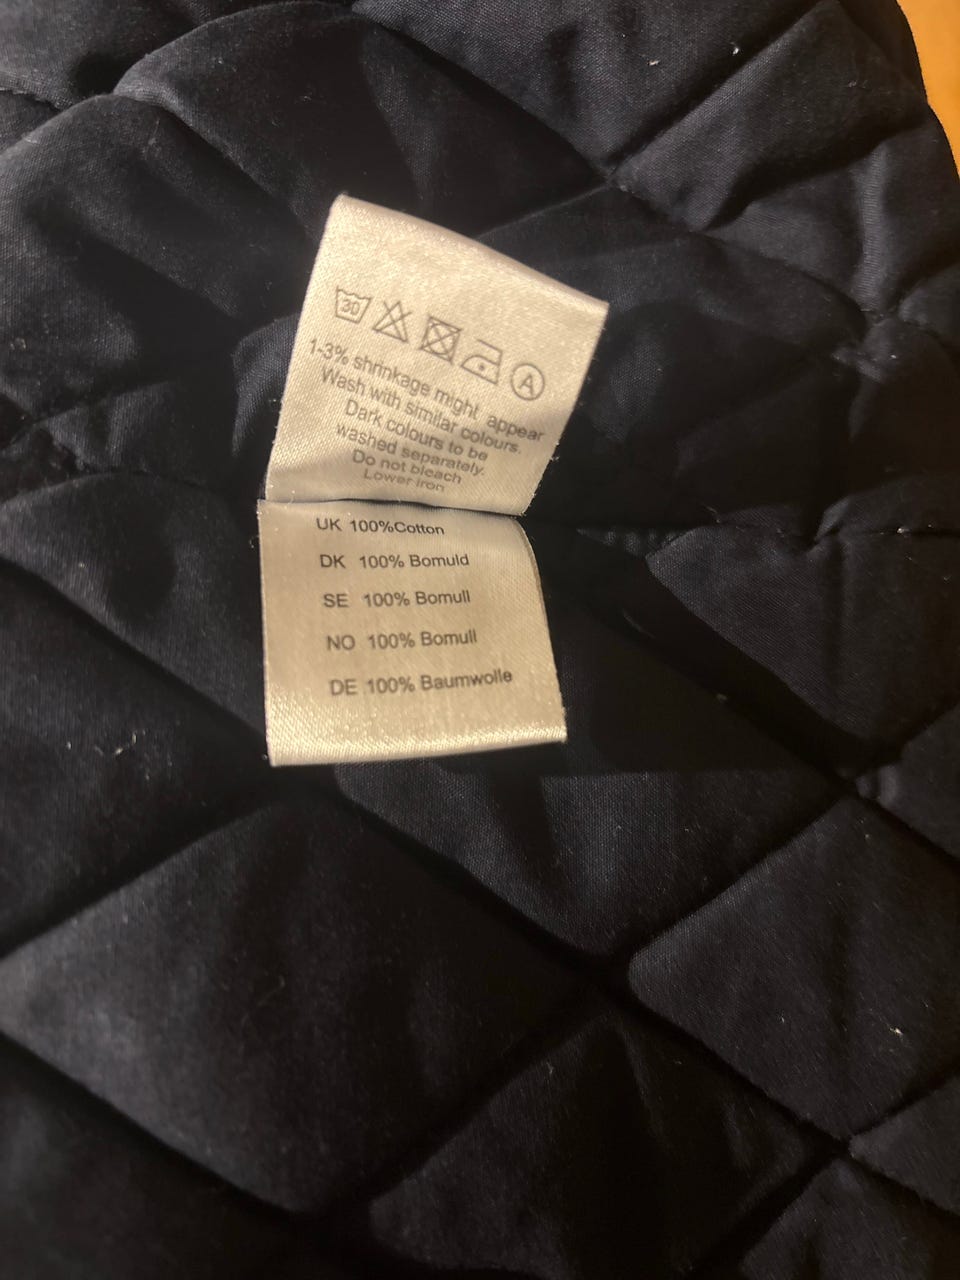 30 A
1-3% shrinkage might appear
Wash with similar colours.
Dark colours to be
washed separately.
Do not bleach
Lower iron
UK 100%Cotton
DK 100% Bomuld
SE 100% Bomull
NO 100% Bomull
DE 100% Baumwolle